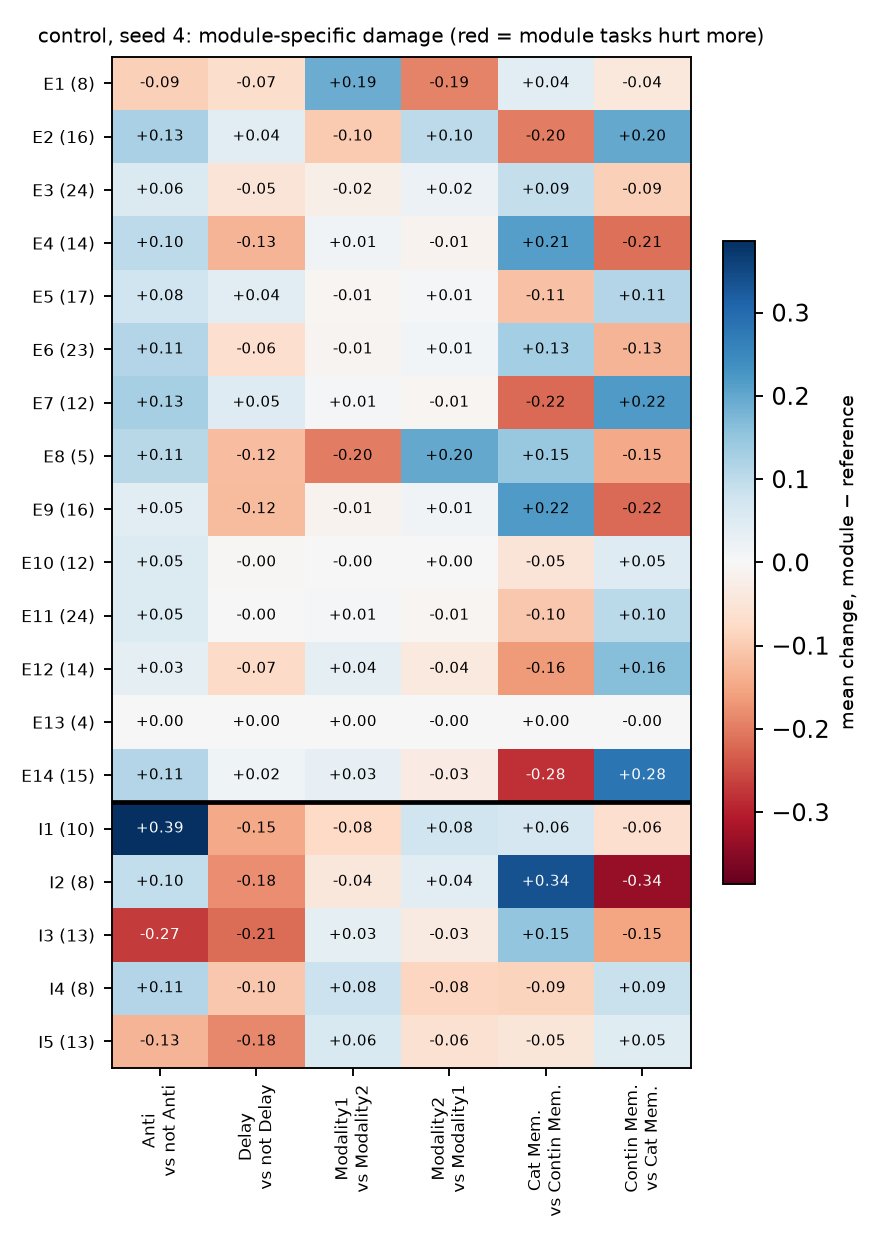 control, seed 4: module-specific damage (red = module tasks hurt more)
E1 (8) -0.09 -0.07 +0.19 -0.19 +0.04 -0.04
E2 (16) +0.13 +0.04 -0.10 +0.10 -0.20 +0.20
E3 (24) +0.06 -0.05 -0.02 +0.02 +0.09 -0.09
E4 (14) +0.10 -0.13 +0.01 -0.01 +0.21 -0.21
E5 (17) +0.08 +0.04 -0.01 +0.01 -0.11 +0.11
E6 (23) +0.11 -0.06 -0.01 +0.01 +0.13 -0.13
E7 (12) +0.13 +0.05 +0.01 -0.01 -0.22 +0.22
E8 (5) +0.11 -0.12 -0.20 +0.20 +0.15 -0.15
E9 (16) +0.05 -0.12 -0.01 +0.01 +0.22 -0.22
E10 (12) +0.05 -0.00 -0.00 +0.00 -0.05 +0.05
E11 (24) +0.05 -0.00 +0.01 -0.01 -0.10 +0.10
E12 (14) +0.03 -0.07 +0.04 -0.04 -0.16 +0.16
E13 (4) +0.00 +0.00 +0.00 -0.00 +0.00 -0.00
E14 (15) +0.11 +0.02 +0.03 -0.03 -0.28 +0.28
I1 (10) +0.39 -0.15 -0.08 +0.08 +0.06 -0.06
I2 (8) +0.10 -0.18 -0.04 +0.04 +0.34 -0.34
I3 (13) -0.27 -0.21 +0.03 -0.03 +0.15 -0.15
I4 (8) +0.11 -0.10 +0.08 -0.08 -0.09 +0.09
I5 (13) -0.13 -0.18 +0.06 -0.06 -0.05 +0.05
Anti
vs not Anti
Delay
vs not Delay
Modality1
vs Modality2
Modality2
vs Modality1
Cat Mem.
vs Contin Mem.
Contin Mem.
vs Cat Mem.
0.3
0.2
0.1
0.0
−0.1
−0.2
−0.3
mean change, module − reference